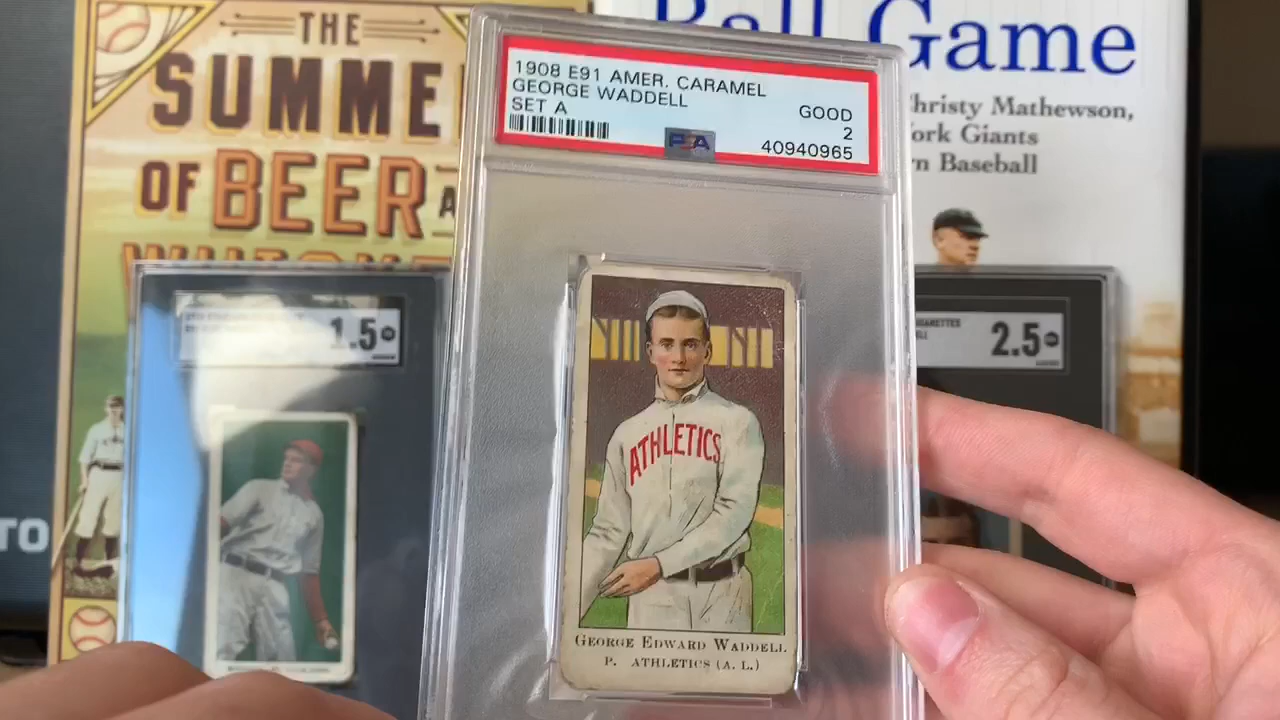 THE
SUMME
OF BEER A
Ball Game
Christy Mathewson,
ork Giants
n Baseball
1908 E91 AMER. CARAMEL
GEORGE WADDELL
SET A
GOOD
2
40940965
PSA
1.5
2.5
TO
ATHLETICS
GEORGE EDWARD WADDELL
P. ATHLETICS (A. L.)